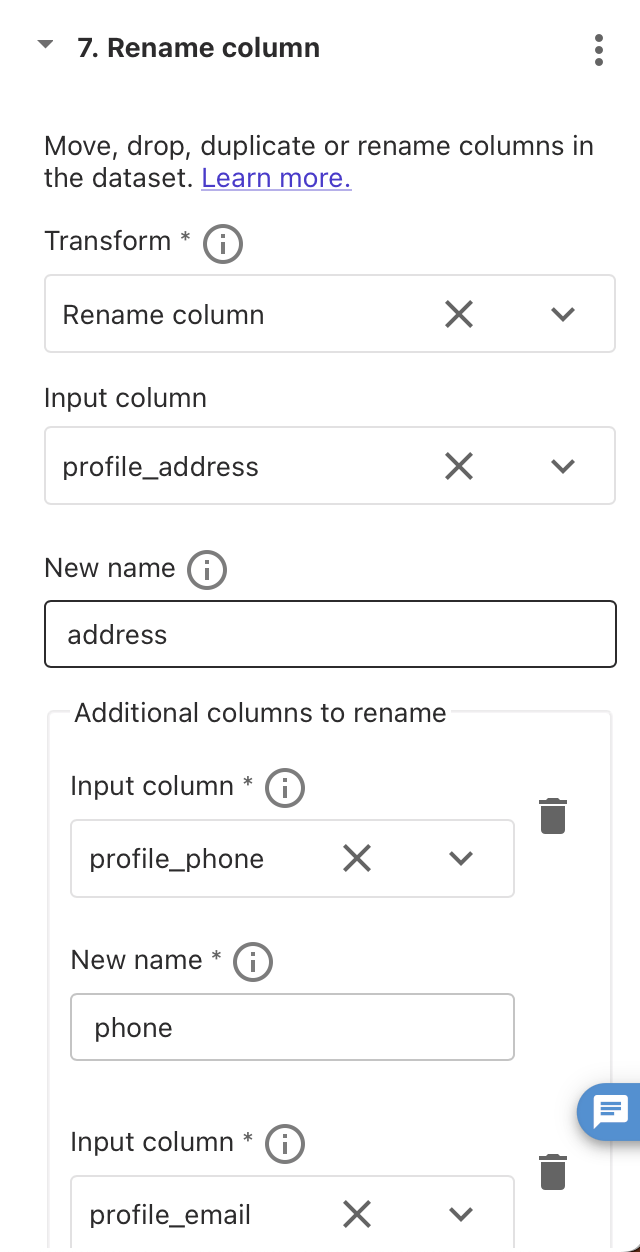 7. Rename column
Move, drop, duplicate or rename columns in
the dataset. Learn more.
Transform *
Rename column
Input column
profile_address
New name
address
Additional columns to rename
Input column *
profile_phone
New name *
phone
Input column *
profile_email